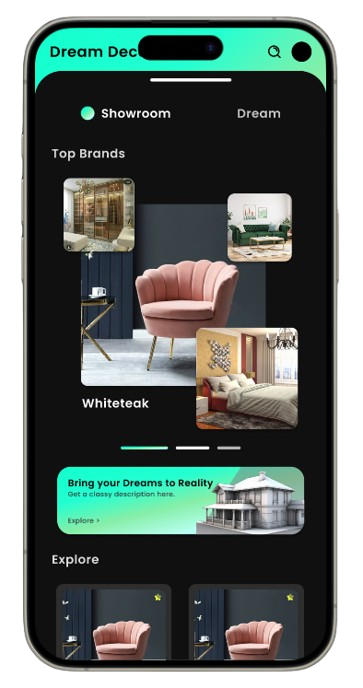 Dream Dec
Showroom
Dream
Top Brands
Whiteteak
Bring your Dreams to Reality
Get a classy description here.
Explore >
Explore